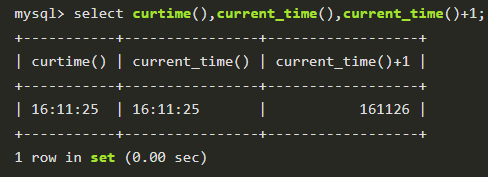 mysql> select curtime(),current_time(),current_time()+1;
+-----------+----------------+------------------+
| curtime() | current_time() | current_time()+1 |
+-----------+----------------+------------------+
| 16:11:25  | 16:11:25       |           161126 |
+-----------+----------------+------------------+
1 row in set (0.00 sec)